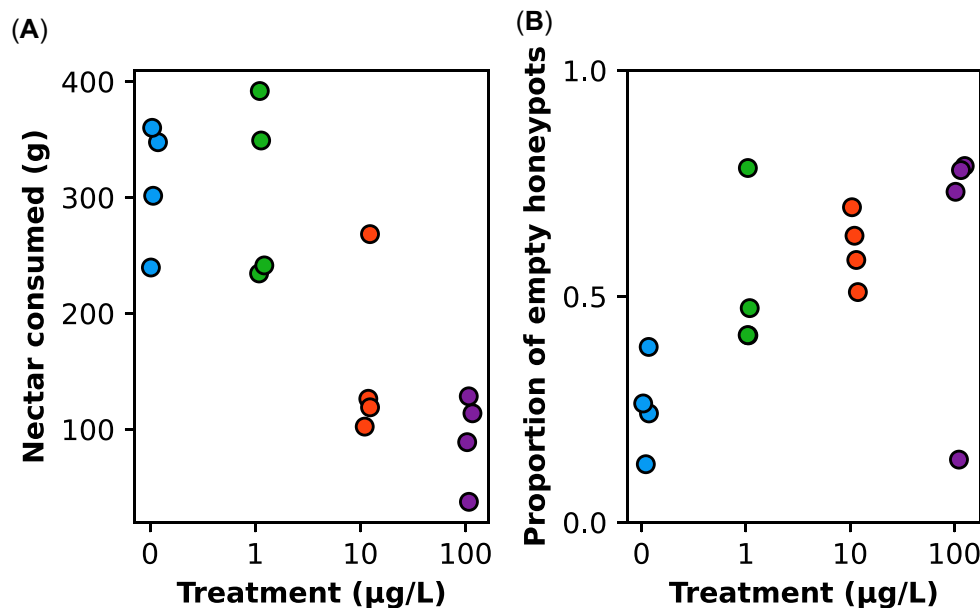 (A)
Nectar consumed (g)
400
300
200
100
0 1 10 100
Treatment (µg/L)
(B)
Proportion of empty honeypots
1.0
0.5
0.0
0 1 10 100
Treatment (µg/L)